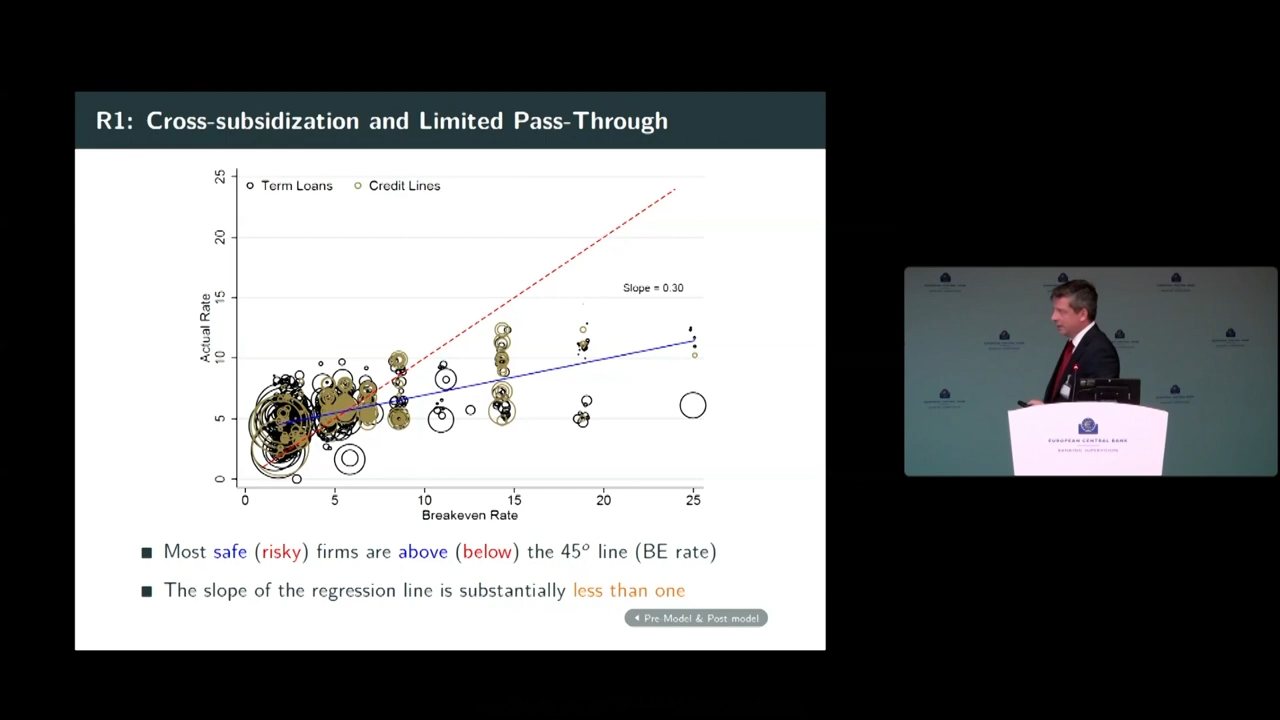 R1: Cross-subsidization and Limited Pass-Through
25
20
15
10
5
0
Actual Rate
Term Loans
Credit Lines
Slope = 0.30
0
5
10
15
20
25
Breakeven Rate
Most safe (risky) firms are above (below) the 45° line (BE rate)
The slope of the regression line is substantially less than one
Pre Model & Post model
EUROPEAN CENTRAL BANK
BANKING SUPERVISION